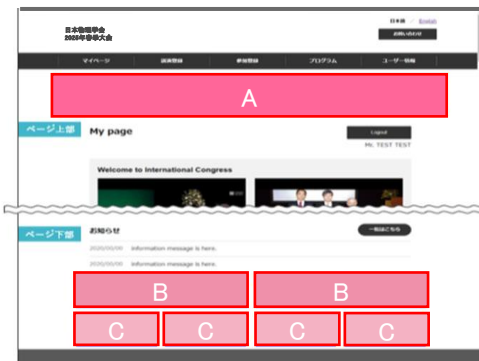 日本物理学会
2025年春季大会
日本語 / English
お問い合わせ
マイページ 講演登録 参加登録 プログラム ユーザー情報
A
ページ上部
My page
Logout
Mr. TEST TEST
Welcome to International Congress
ページ下部
お知らせ
一覧はこちら
2020/00/00 Information message is here.
2020/00/00 Information message is here.
B B
C C C C